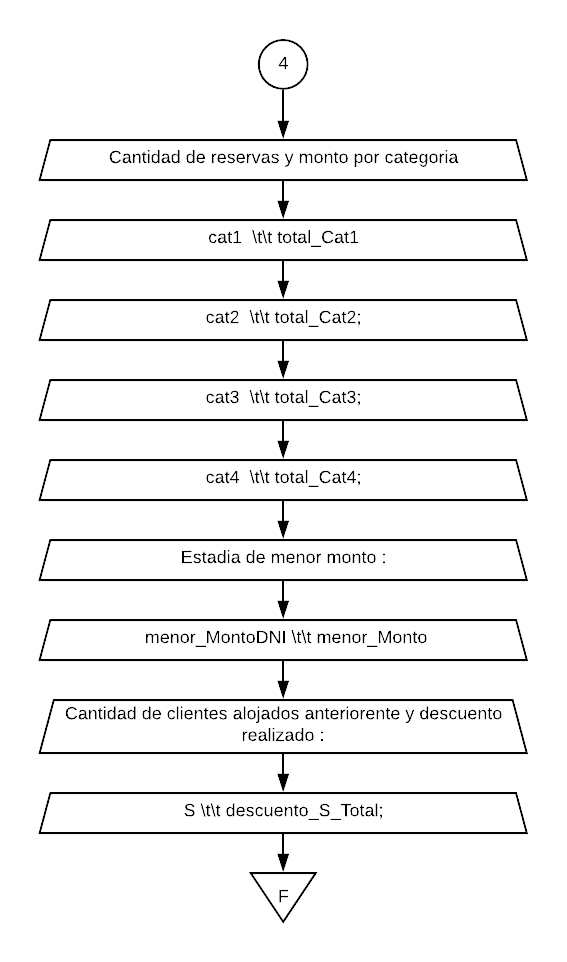 4
Cantidad de reservas y monto por categoria
cat1  \t\t total_Cat1
cat2  \t\t total_Cat2;
cat3  \t\t total_Cat3;
cat4  \t\t total_Cat4;
Estadia de menor monto :
menor_MontoDNI \t\t menor_Monto
Cantidad de clientes alojados anteriorente y descuento
realizado :
S \t\t descuento_S_Total;
F